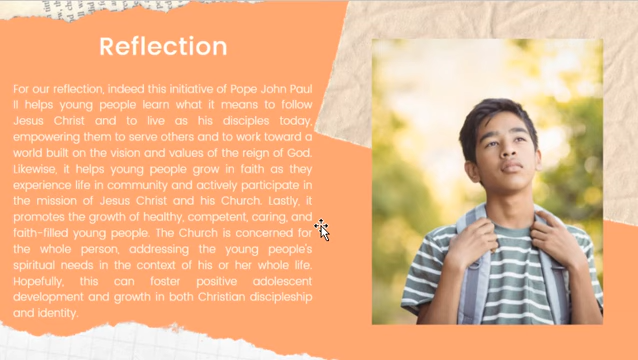 Reflection
For our reflection, indeed this initiative of Pope John Paul
II helps young people learn what it means to follow
Jesus Christ and to live as his disciples today,
empowering them to serve others and to work toward a
world built on the vision and values of the reign of God.
Likewise, it helps young people grow in faith as they
experience life in community and actively participate in
the mission of Jesus Christ and his Church. Lastly, it
promotes the growth of healthy, competent, caring, and
faith-filled young people. The Church is concerned for
the whole person, addressing the young people's
spiritual needs in the context of his or her whole life.
Hopefully, this can foster positive adolescent
development and growth in both Christian discipleship
and identity.